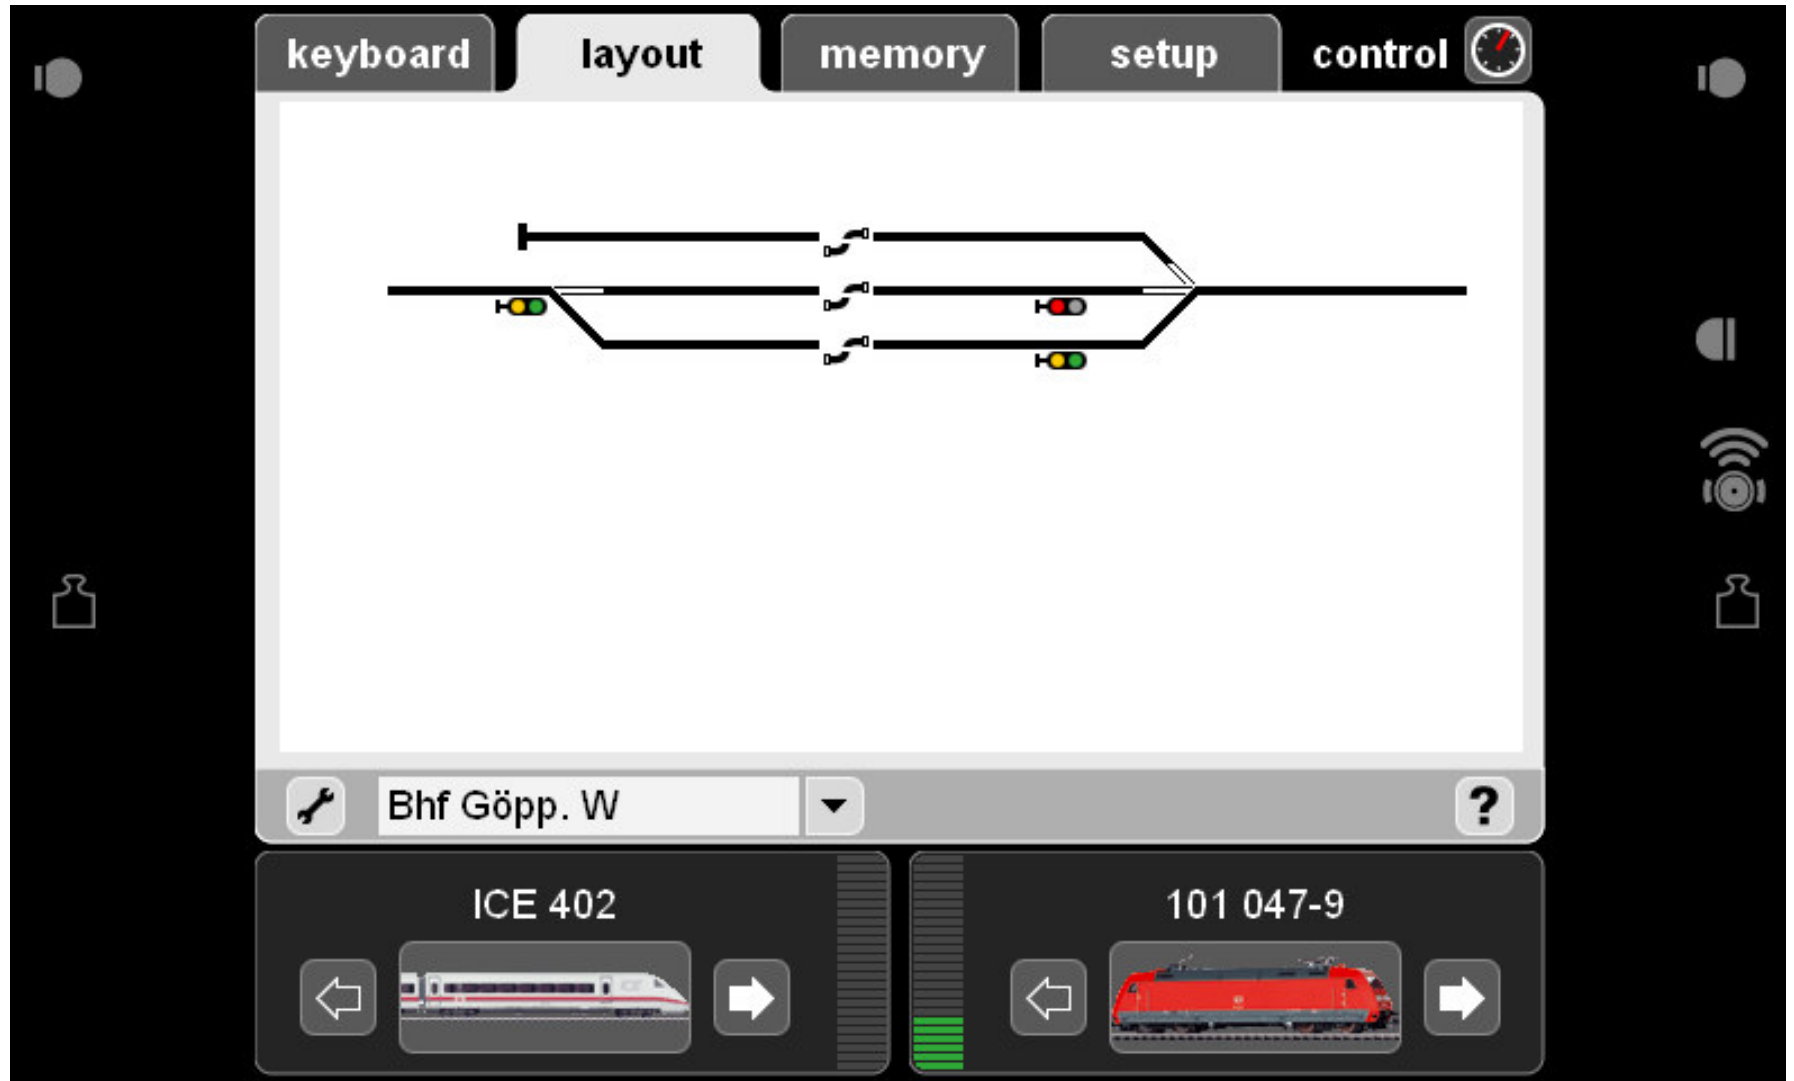 keyboard
layout
memory
setup
control
Bhf Göpp. W
?
ICE 402
101 047-9